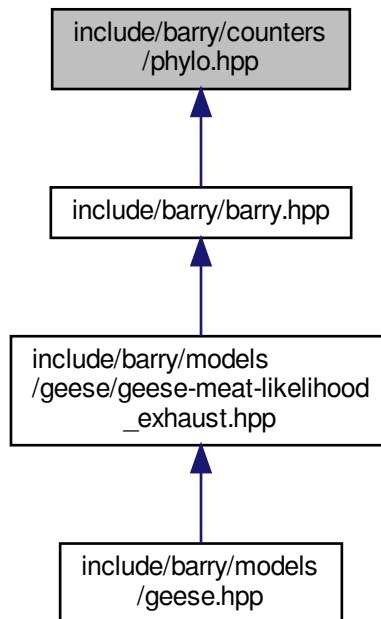 include/barry/counters
/phylo.hpp
include/barry/barry.hpp
include/barry/models
/geese/geese-meat-likelihood
_exhaust.hpp
include/barry/models
/geese.hpp